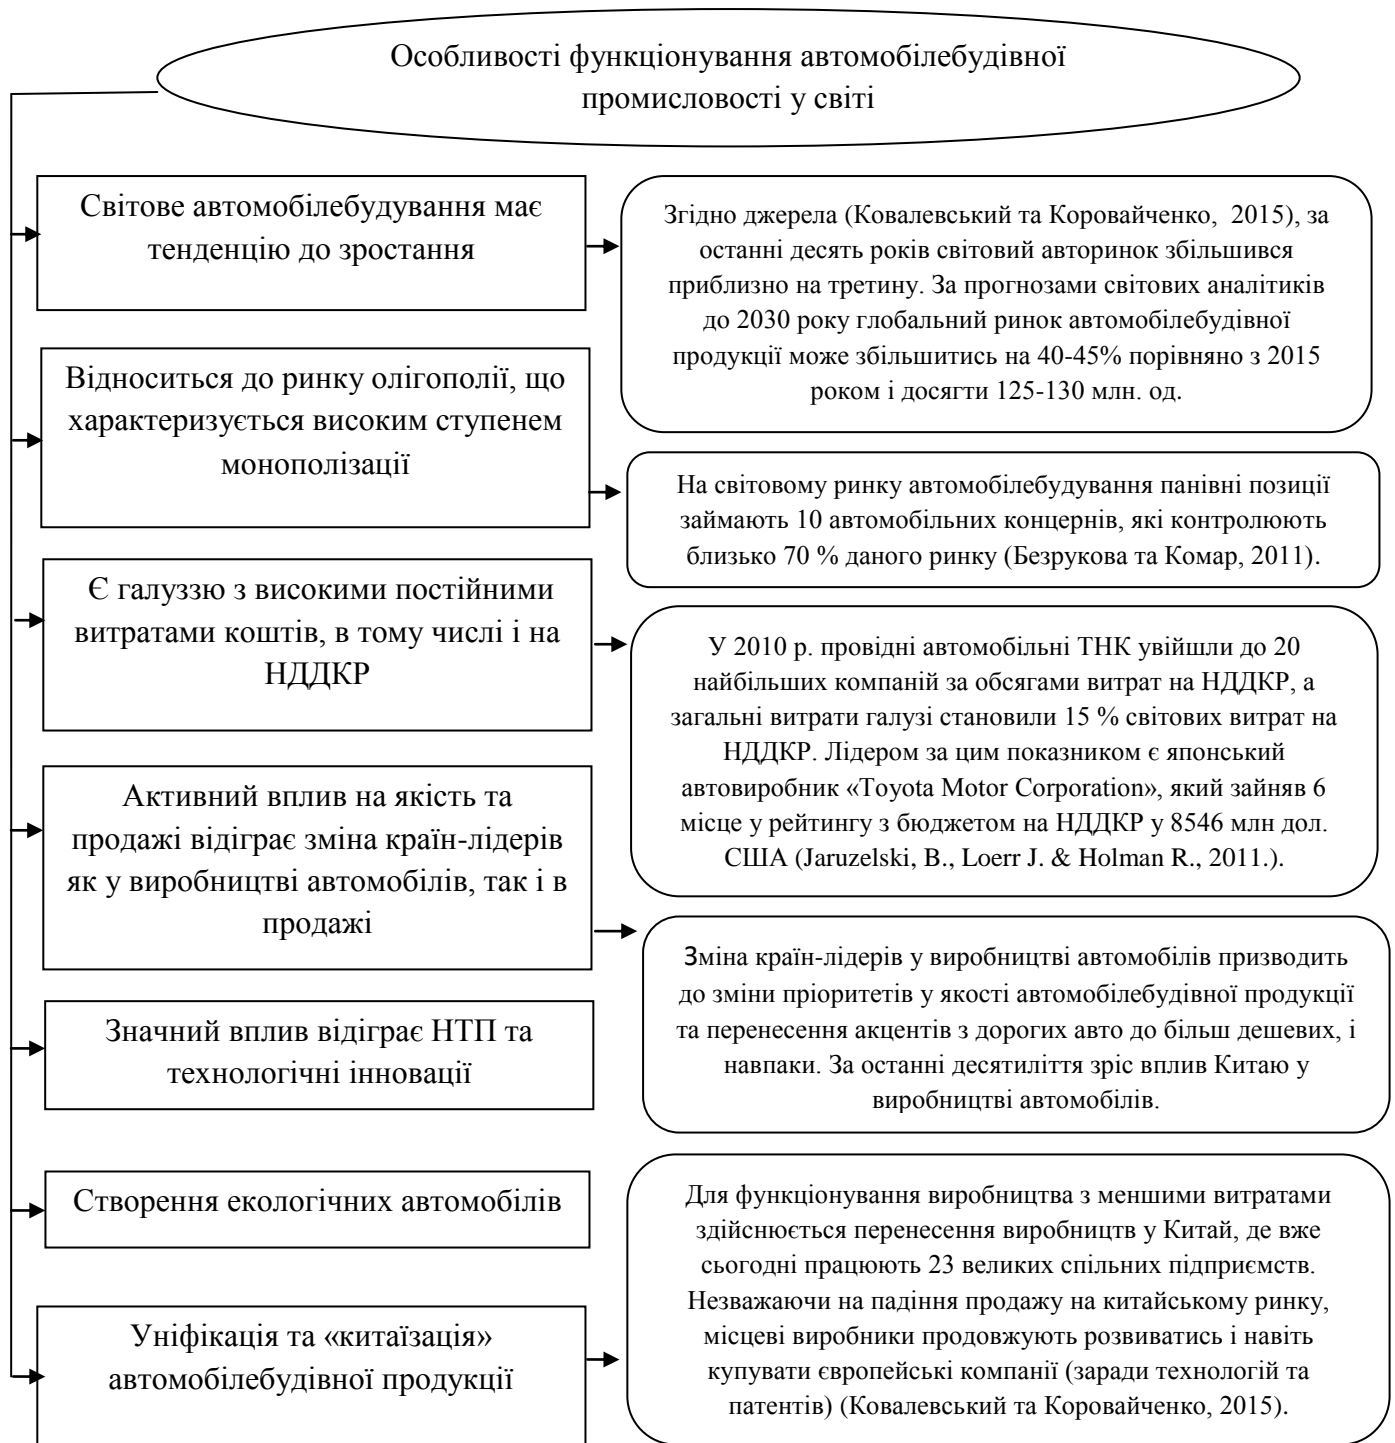 Особливості функціонування автомобілебудівної
промисловості у світі
Світове автомобілебудування має
тенденцію до зростання
Згідно джерела (Ковалевський та Коровайченко, 2015), за
останні десять років світовий авторинок збільшився
приблизно на третину. За прогнозами світових аналітиків
до 2030 року глобальний ринок автомобілебудівної
продукції може збільшитись на 40-45% порівняно з 2015
роком і досягти 125-130 млн. од.
Відноситься до ринку олігополії, що
характеризується високим ступенем
монополізації
На світовому ринку автомобілебудування панівні позиції
займають 10 автомобільних концернів, які контролюють
близько 70 % даного ринку (Безрукова та Комар, 2011).
Є галуззю з високими постійними
витратами коштів, в тому числі і на
НДДКР
У 2010 р. провідні автомобільні ТНК увійшли до 20
найбільших компаній за обсягами витрат на НДДКР, а
загальні витрати галузі становили 15 % світових витрат на
НДДКР. Лідером за цим показником є японський
автовиробник «Toyota Motor Corporation», який зайняв 6
місце у рейтингу з бюджетом на НДДКР у 8546 млн дол.
США (Jaruzelski, B., Loerr J. & Holman R., 2011.).
Активний вплив на якість та
продажі відіграє зміна країн-лідерів
як у виробництві автомобілів, так і в
продажі
Зміна країн-лідерів у виробництві автомобілів призводить
до зміни пріоритетів у якості автомобілебудівної продукції
та перенесення акцентів з дорогих авто до більш дешевих, і
навпаки. За останні десятиліття зріс вплив Китаю у
виробництві автомобілів.
Значний вплив відіграє НТП та
технологічні інновації
Створення екологічних автомобілів
Уніфікація та «китаїзація»
автомобілебудівної продукції
Для функціонування виробництва з меншими витратами
здійснюється перенесення виробництв у Китай, де вже
сьогодні працюють 23 великих спільних підприємств.
Незважаючи на падіння продажу на китайському ринку,
місцеві виробники продовжують розвиватись і навіть
купувати європейські компанії (заради технологій та
патентів) (Ковалевський та Коровайченко, 2015).